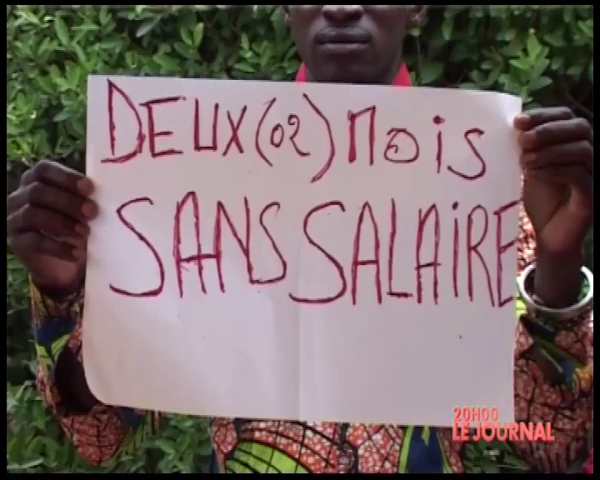 DEUX (02) MOIS
SANS SALAIRE
20H00
LE JOURNAL